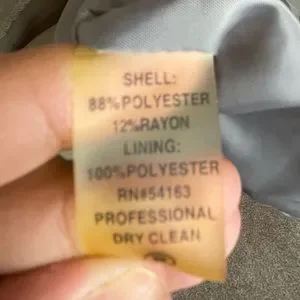 SHELL:
88%POLYESTER
12%RAYON
LINING:
100%POLYESTER
RN#54163
PROFESSIONAL
DRY CLEAN